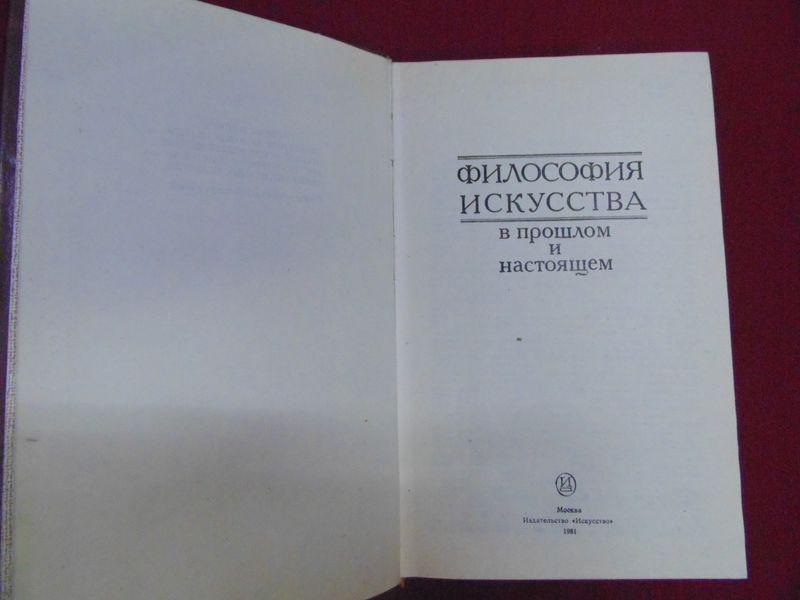 ФИЛОСОФИЯ
ИСКУССТВА
в прошлом
и
настоящем
И
Москва
Издательство «Искусство»
1981